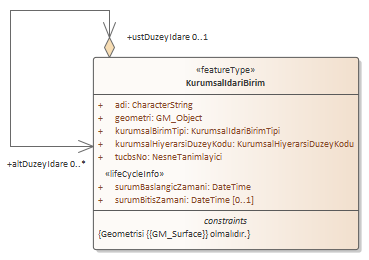 +ustDuzeyIdare 0..1
«featureType»
KurumsalIdariBirim
+ adi: CharacterString
+ geometri: GM_Object
+ kurumsalBirimTipi: KurumsalIdariBirimTipi
+ kurumsalHiyerarsiDuzeyKodu: KurumsalHiyerarsiDuzeyKodu
+ tucbsNo: NesneTanimlayici
+altDuzeyIdare 0..*
«lifeCycleInfo»
+ surumBaslangicZamani: DateTime
+ surumBitisZamani: DateTime [0..1]
constraints
{Geometrisi {{GM_Surface}} olmalıdır.}